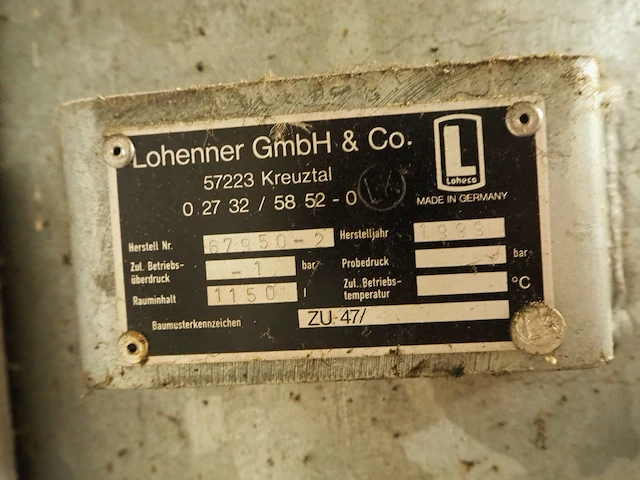 Lohenner GmbH & Co.
57223 Kreuztal
0 27 32 / 58 52 - 0
L
Loheco
MADE IN GERMANY
Herstell Nr. 67950-2 Herstelljahr
Zul. Betriebs-überdruck -1 bar Probedruck bar
Rauminhalt 1150 l Zul. Betriebs-temperatur °C
Baumusterkennzeichen ZU-47/